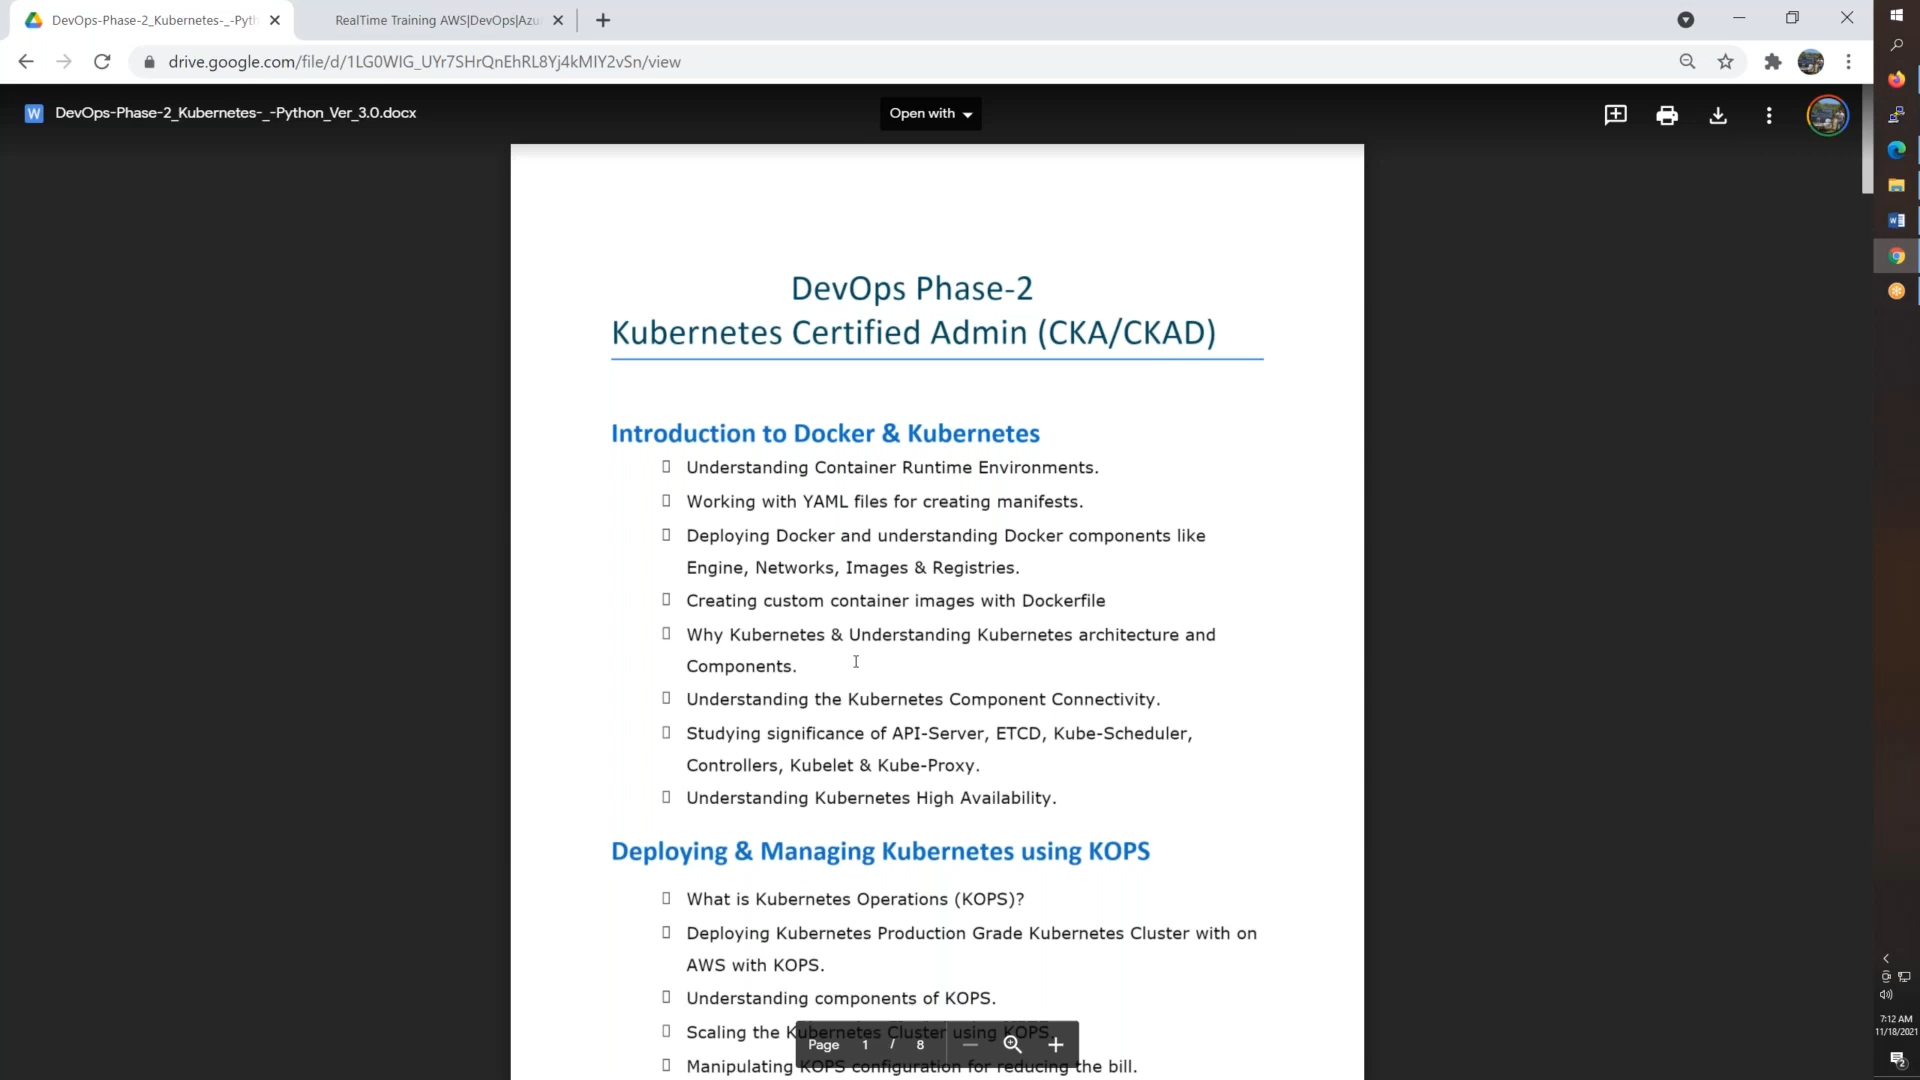 DevOps-Phase-2_Kubernetes-_-Pyth
RealTime Training AWS|DevOps|Azu
drive.google.com/file/d/1LG0WIG_UYr7SHrQnEhRL8Yj4kMIY2vSn/view
DevOps-Phase-2_Kubernetes-_-Python_Ver_3.0.docx
Open with
DevOps Phase-2
Kubernetes Certified Admin (CKA/CKAD)
Introduction to Docker & Kubernetes
Understanding Container Runtime Environments.
Working with YAML files for creating manifests.
Deploying Docker and understanding Docker components like
Engine, Networks, Images & Registries.
Creating custom container images with Dockerfile
Why Kubernetes & Understanding Kubernetes architecture and
Components.
Understanding the Kubernetes Component Connectivity.
Studying significance of API-Server, ETCD, Kube-Scheduler,
Controllers, Kubelet & Kube-Proxy.
Understanding Kubernetes High Availability.
Deploying & Managing Kubernetes using KOPS
What is Kubernetes Operations (KOPS)?
Deploying Kubernetes Production Grade Kubernetes Cluster with on
AWS with KOPS.
Understanding components of KOPS.
Scaling the Kubernetes Cluster using KOPS.
Manipulating KOPS configuration for reducing the bill.
Page 1 / 8
7:12 AM
11/18/2021
2